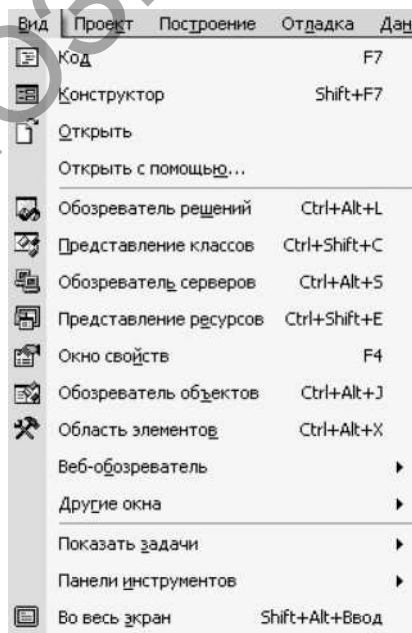 Вид Проект Построение Отладка Дан
Код F7
Конструктор Shift+F7
Открыть
Открыть с помощью...
Обозреватель решений Ctrl+Alt+L
Представление классов Ctrl+Shift+C
Обозреватель серверов Ctrl+Alt+S
Представление ресурсов Ctrl+Shift+E
Окно свойств F4
Обозреватель объектов Ctrl+Alt+J
Область элементов Ctrl+Alt+X
Веб-обозреватель
Другие окна
Показать задачи
Панели инструментов
Во весь экран Shift+Alt+Ввод